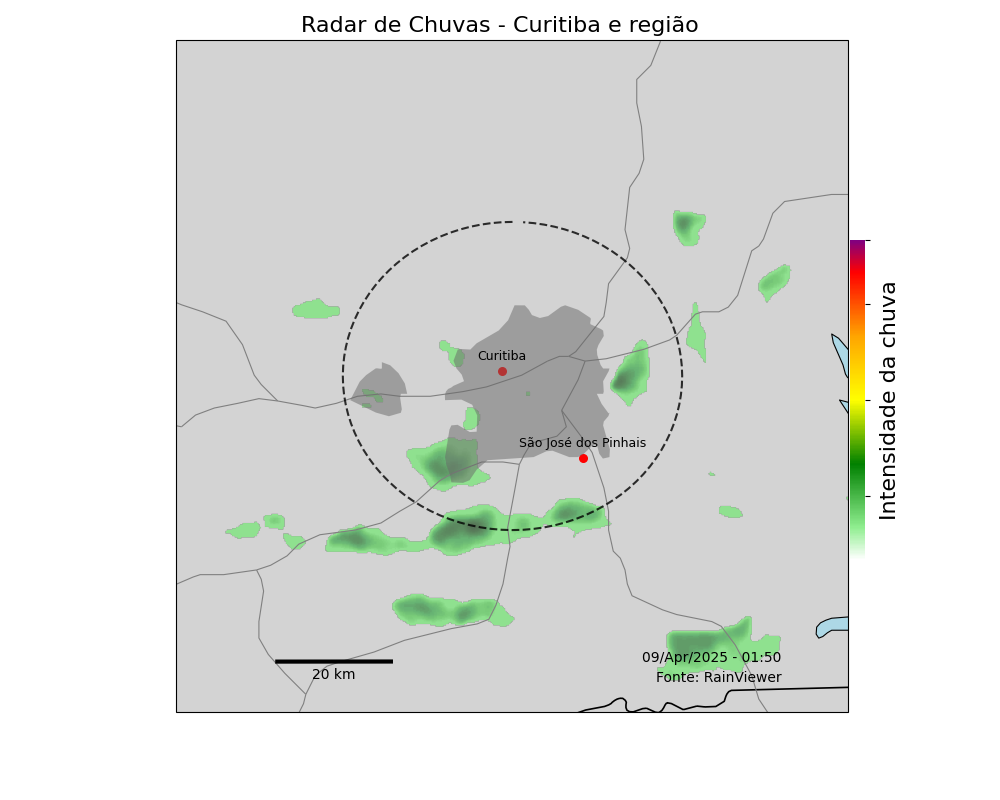 Radar de Chuvas - Curitiba e região
Curitiba
São José dos Pinhais
Intensidade da chuva
09/Apr/2025 - 01:50
Fonte: RainViewer
20 km